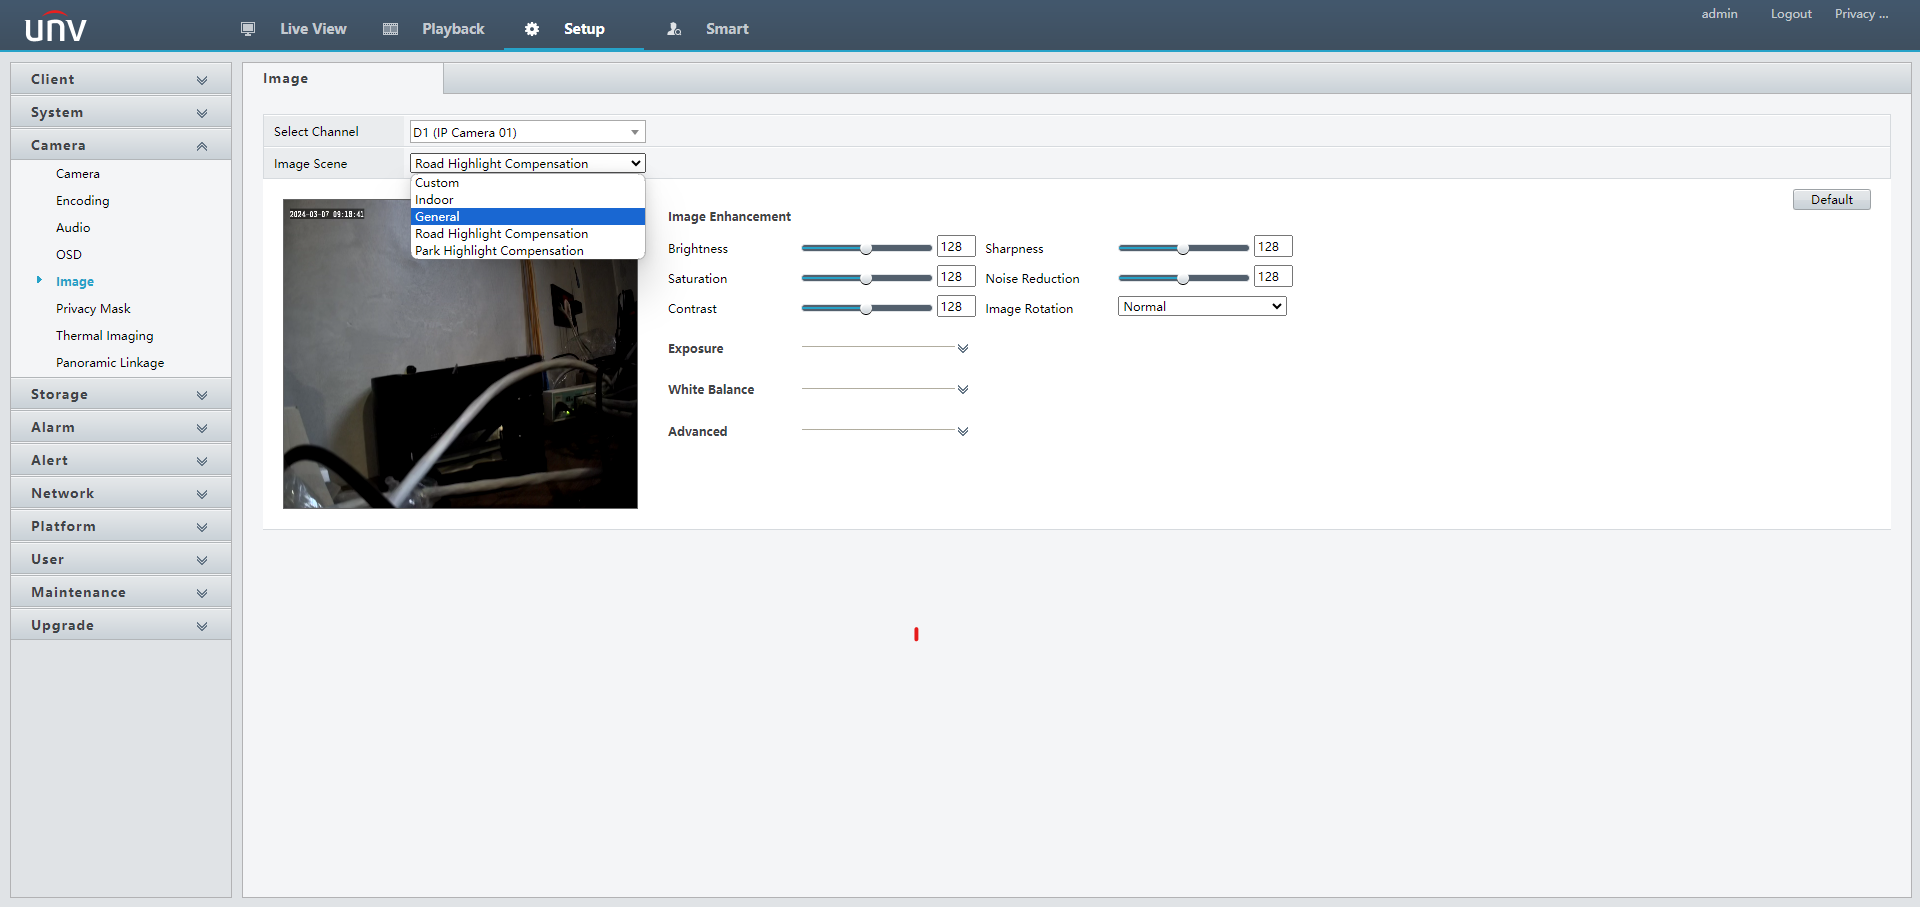 unv
Live View
Playback
Setup
Smart
admin
Logout
Privacy ...
Client
System
Camera
Camera
Encoding
Audio
OSD
Image
Privacy Mask
Thermal Imaging
Panoramic Linkage
Storage
Alarm
Alert
Network
Platform
User
Maintenance
Upgrade
Image
Select Channel D1 (IP Camera 01)
Image Scene Road Highlight Compensation
Custom
Indoor
General
Road Highlight Compensation
Park Highlight Compensation
2024-03-07 09:18:41
Default
Image Enhancement
Brightness 128 Sharpness 128
Saturation 128 Noise Reduction 128
Contrast 128 Image Rotation Normal
Exposure
White Balance
Advanced